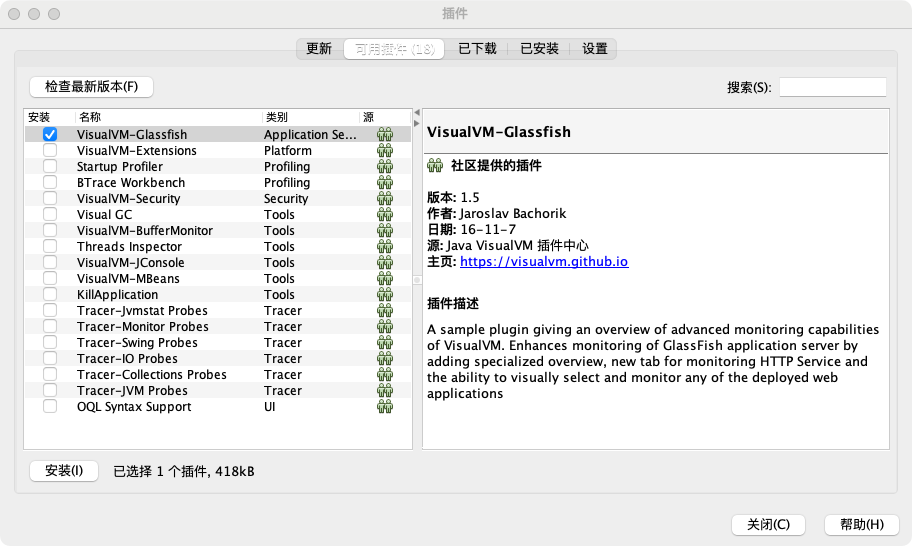 插件
更新 可用插件 (18) 已下载 已安装 设置
检查最新版本(F) 搜索(S):
安装 名称 类别 源
VisualVM-Glassfish Application Se...
VisualVM-Extensions Platform
Startup Profiler Profiling
BTrace Workbench Profiling
VisualVM-Security Security
Visual GC Tools
VisualVM-BufferMonitor Tools
Threads Inspector Tools
VisualVM-JConsole Tools
VisualVM-MBeans Tools
KillApplication Tools
Tracer-Jvmstat Probes Tracer
Tracer-Monitor Probes Tracer
Tracer-Swing Probes Tracer
Tracer-IO Probes Tracer
Tracer-Collections Probes Tracer
Tracer-JVM Probes Tracer
OQL Syntax Support UI
VisualVM-Glassfish
社区提供的插件
版本: 1.5
作者: Jaroslav Bachorik
日期: 16-11-7
源: Java VisualVM 插件中心
主页: https://visualvm.github.io
插件描述
A sample plugin giving an overview of advanced monitoring capabilities
of VisualVM. Enhances monitoring of GlassFish application server by
adding specialized overview, new tab for monitoring HTTP Service and
the ability to visually select and monitor any of the deployed web
applications
安装(I) 已选择 1 个插件, 418kB
关闭(C) 帮助(H)